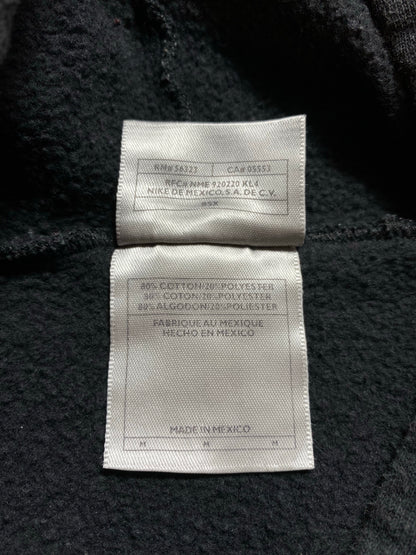 RN# 56323 CA# 05553
RFC# NME 920220 XL4
NIKE DE MEXICO, S.A. DE C.V.
80% COTTON/20% POLYESTER
80% COTON/20% POLYESTER
80% ALGODON/20% POLIESTER
FABRIQUE AU MEXIQUE
HECHO EN MEXICO
MADE IN MEXICO
M M M